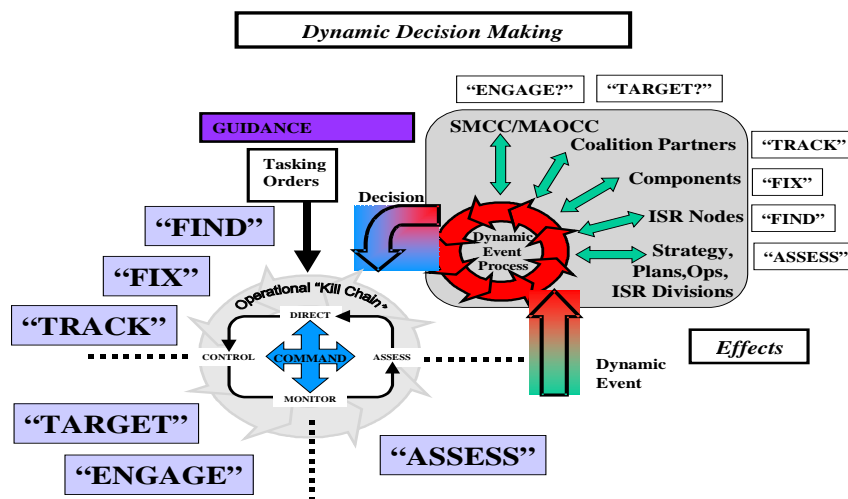 Dynamic Decision Making
“ENGAGE?”
“TARGET?”
GUIDANCE
SMCC/MAOCC
Coalition Partners
“TRACK”
Tasking
Orders
Decision
Components
“FIX”
“FIND”
ISR Nodes
“FIND”
Dynamic
Event
Process
Strategy,
Plans,Ops,
ISR Divisions
“ASSESS”
“FIX”
Operational “Kill Chain”
“TRACK”
DIRECT
CONTROL
COMMAND
ASSESS
MONITOR
Dynamic
Event
Effects
“TARGET”
“ENGAGE”
“ASSESS”